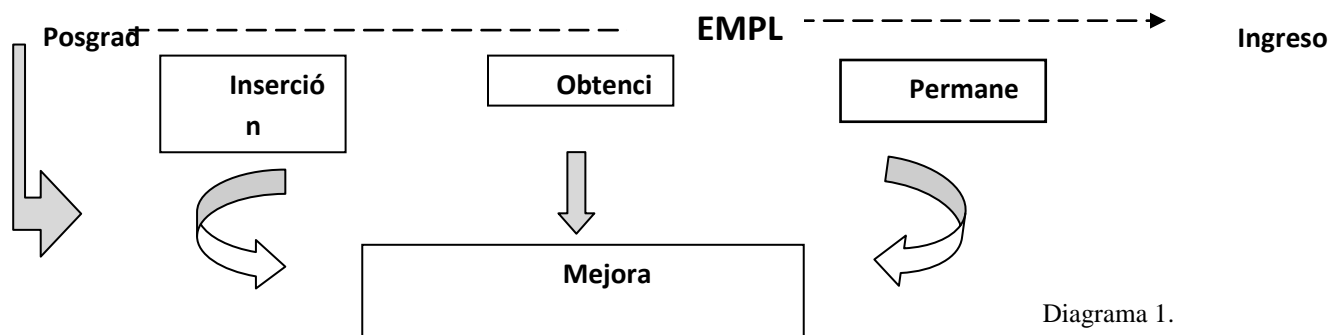 Posgrad
EMPL
Ingreso
Inserció
n
Obtenci
Permane
Mejora
Diagrama 1.